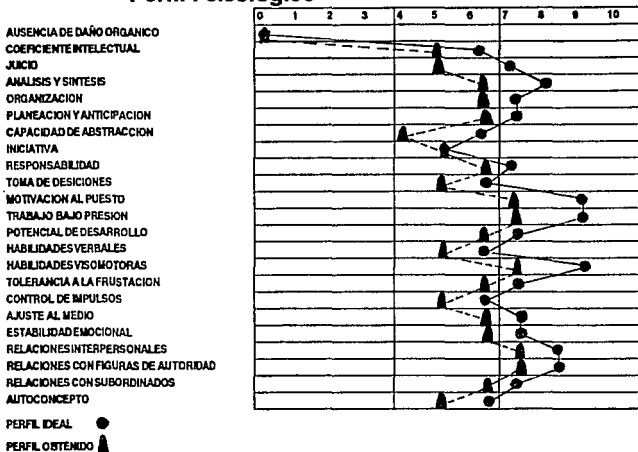 Perfil Psicológico
0 1 2 3 4 5 6 7 8 9 10
AUSENCIA DE DAÑO ORGANICO
COEFICIENTE INTELECTUAL
JUICIO
ANALISIS Y SINTESIS
ORGANIZACION
PLANEACION Y ANTICIPACION
CAPACIDAD DE ABSTRACCION
INICIATIVA
RESPONSABILIDAD
TOMA DE DESICIONES
MOTIVACION AL PUESTO
TRABAJO BAJO PRESION
POTENCIAL DE DESARROLLO
HABILIDADES VERBALES
HABILIDADES VISOMOTORAS
TOLERANCIA A LA FRUSTACION
CONTROL DE IMPULSOS
AJUSTE AL MEDIO
ESTABILIDAD EMOCIONAL
RELACIONES INTERPERSONALES
RELACIONES CON FIGURAS DE AUTORIDAD
RELACIONES CON SUBORDINADOS
AUTOCONCEPTO
PERFIL IDEAL
PERFIL OBTENIDO